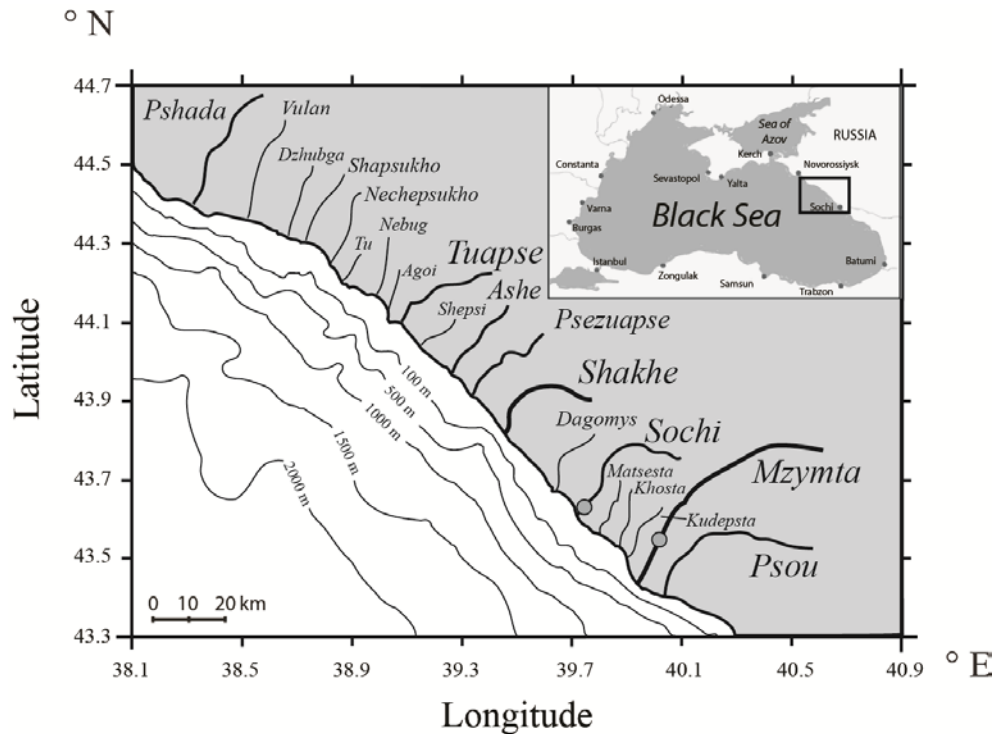 ° N
44.7
44.5
44.3
44.1
43.9
43.7
43.5
43.3
Latitude
38.1
38.5
38.9
39.3
39.7
40.1
40.5
40.9
° E
Longitude
Pshada
Vulan
Dzhubga
Shapsukho
Nechepsukho
Tu
Nebug
Agoi
Tuapse
Shepsi
Ashe
Psezuapse
Shakhe
Dagomys
Sochi
Matsesta
Khosta
Kudepsta
Mzymta
Psou
100 m
500 m
1000 m
1500 m
2000 m
0 10 20 km
Odessa
Sea of
Azov
RUSSIA
Kerch
Novorossiysk
Constanta
Sevastopol
Yalta
Sochi
Varna
Burgas
Black Sea
Istanbul
Zongulak
Samsun
Trabzon
Batumi